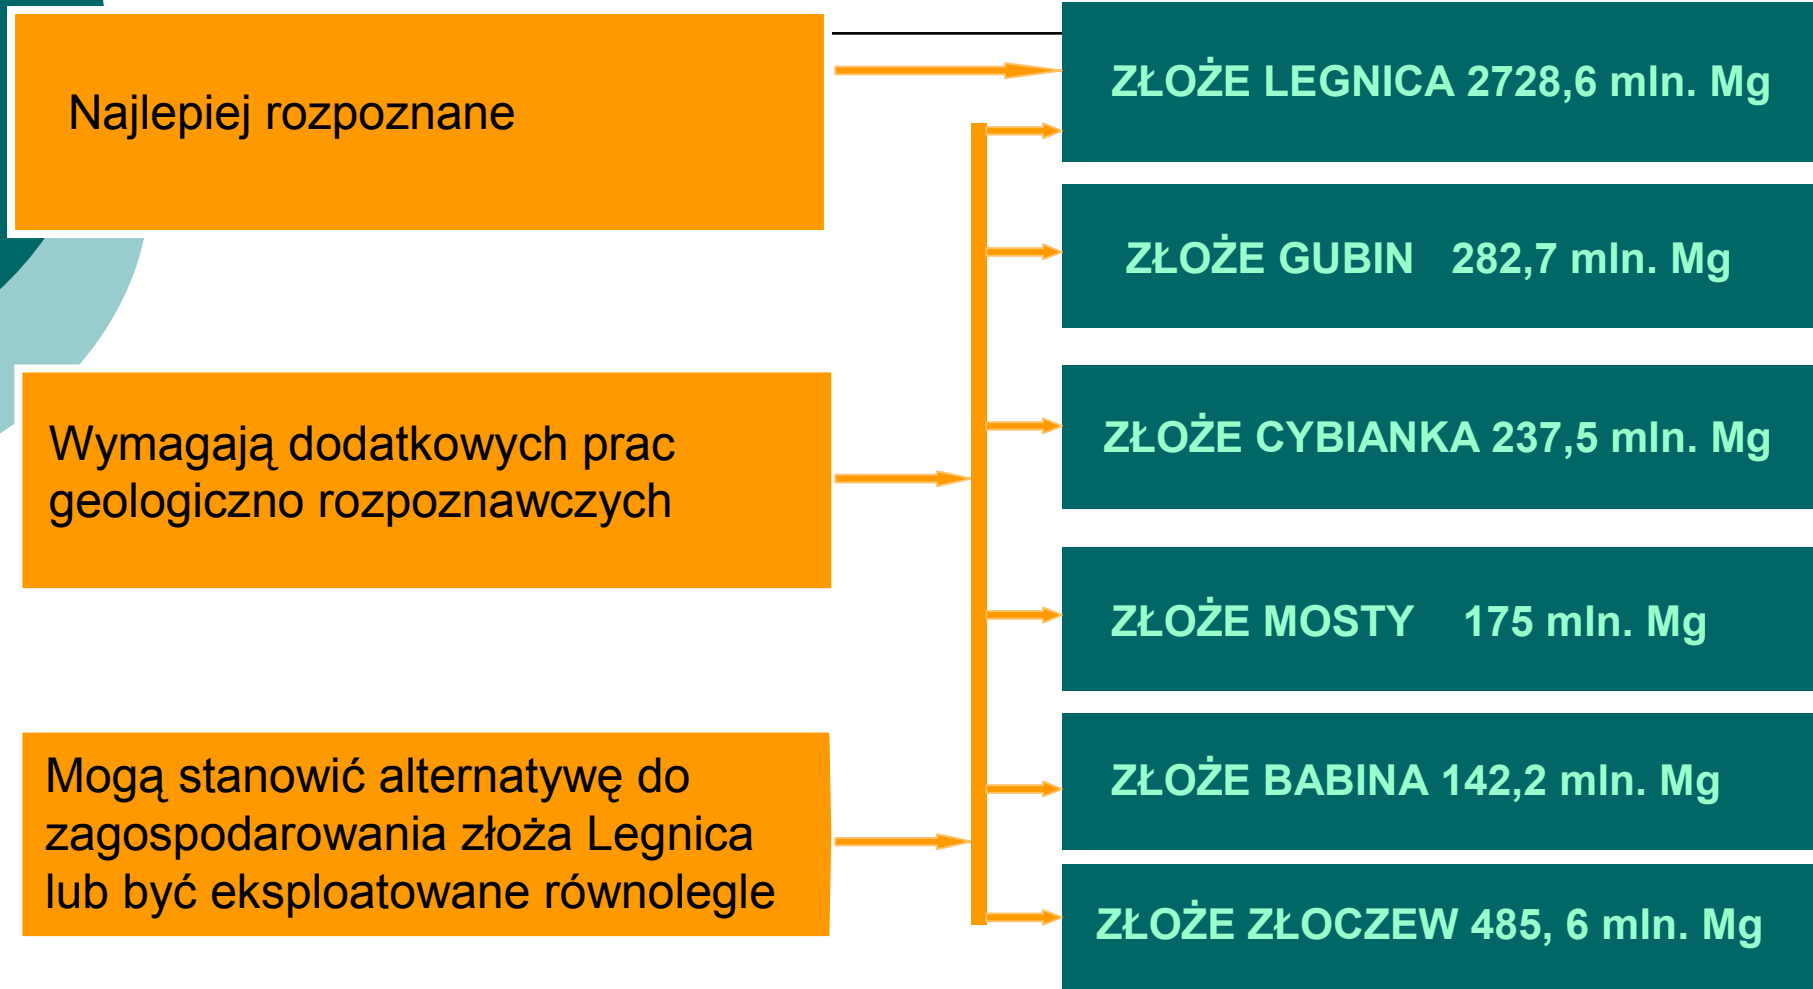 Najlepiej rozpoznane
Wymagają dodatkowych prac
geologiczno rozpoznawczych
Mogą stanowić alternatywę do
zagospodarowania złoża Legnica
lub być eksploatowane równolegle
ZŁOŻE LEGNICA 2728,6 mln. Mg
ZŁOŻE GUBIN 282,7 mln. Mg
ZŁOŻE CYBIANKA 237,5 mln. Mg
ZŁOŻE MOSTY 175 mln. Mg
ZŁOŻE BABINA 142,2 mln. Mg
ZŁOŻE ZŁOCZEW 485, 6 mln. Mg